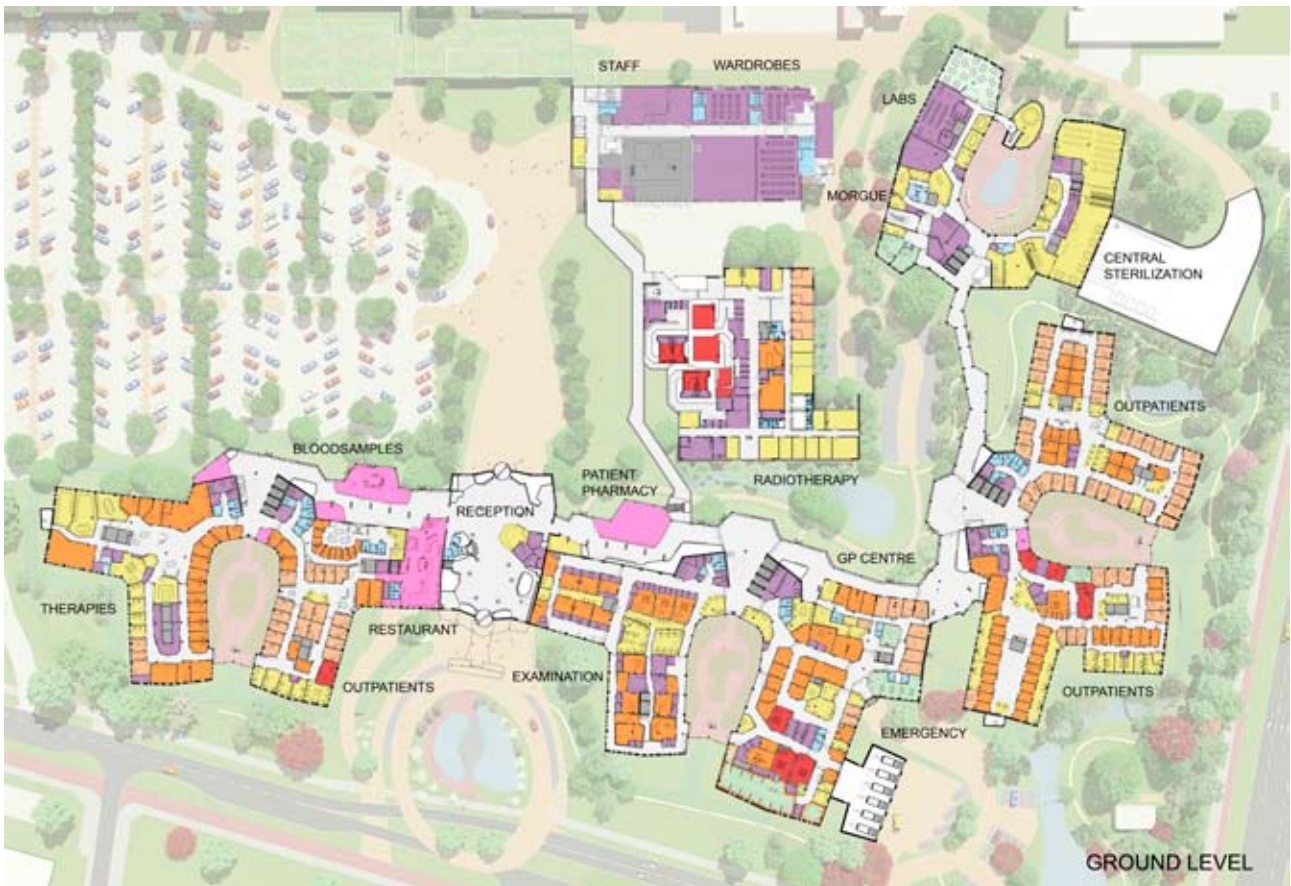 STAFF
WARDROBES
LABS
MORGUE
CENTRAL
STERILIZATION
OUTPATIENTS
BLOODSAMPLES
PATIENT
PHARMACY
RADIOTHERAPY
RECEPTION
GP CENTRE
THERAPIES
RESTAURANT
EXAMINATION
OUTPATIENTS
OUTPATIENTS
EMERGENCY
GROUND LEVEL